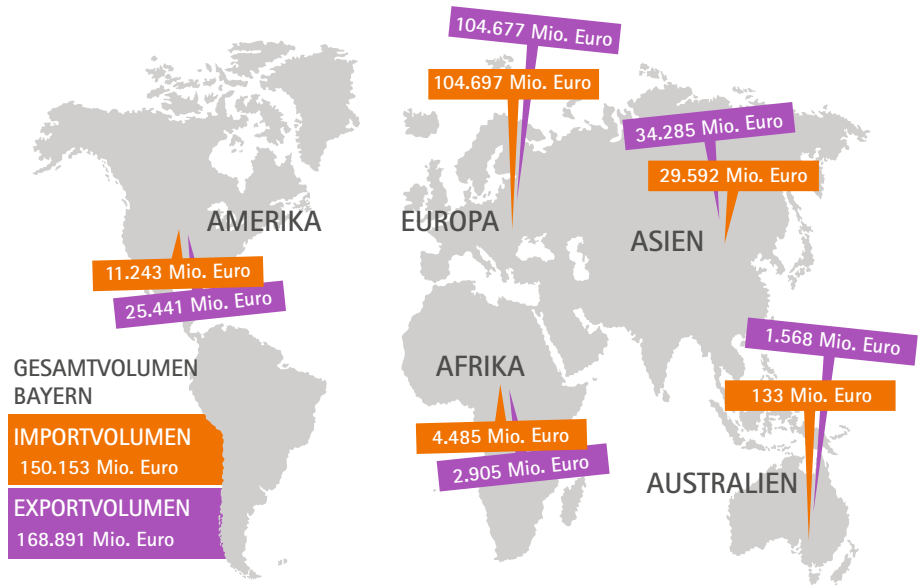 104.677 Mio. Euro
104.697 Mio. Euro
34.285 Mio. Euro
29.592 Mio. Euro
AMERIKA
EUROPA
ASIEN
11.243 Mio. Euro
25.441 Mio. Euro
1.568 Mio. Euro
GESAMTVOLUMEN
BAYERN
AFRIKA
133 Mio. Euro
IMPORTVOLUMEN
150.153 Mio. Euro
4.485 Mio. Euro
2.905 Mio. Euro
AUSTRALIEN
EXPORTVOLUMEN
168.891 Mio. Euro